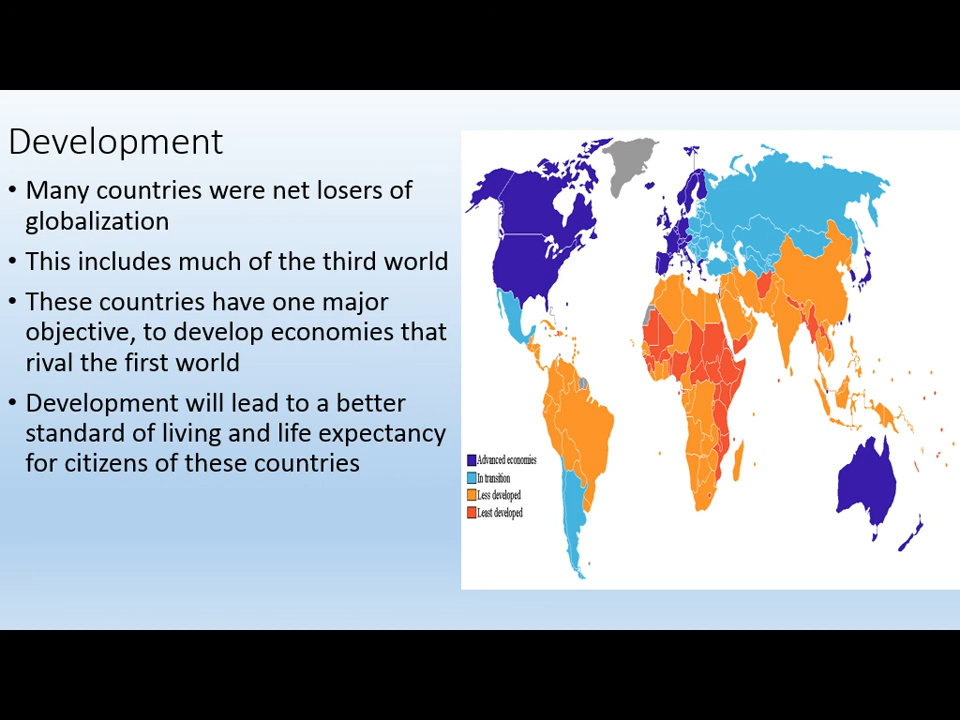 Development
• Many countries were net losers of
globalization
• This includes much of the third world
• These countries have one major
objective, to develop economies that
rival the first world
• Development will lead to a better
standard of living and life expectancy
for citizens of these countries
Advanced economies
In transition
Less developed
Least developed